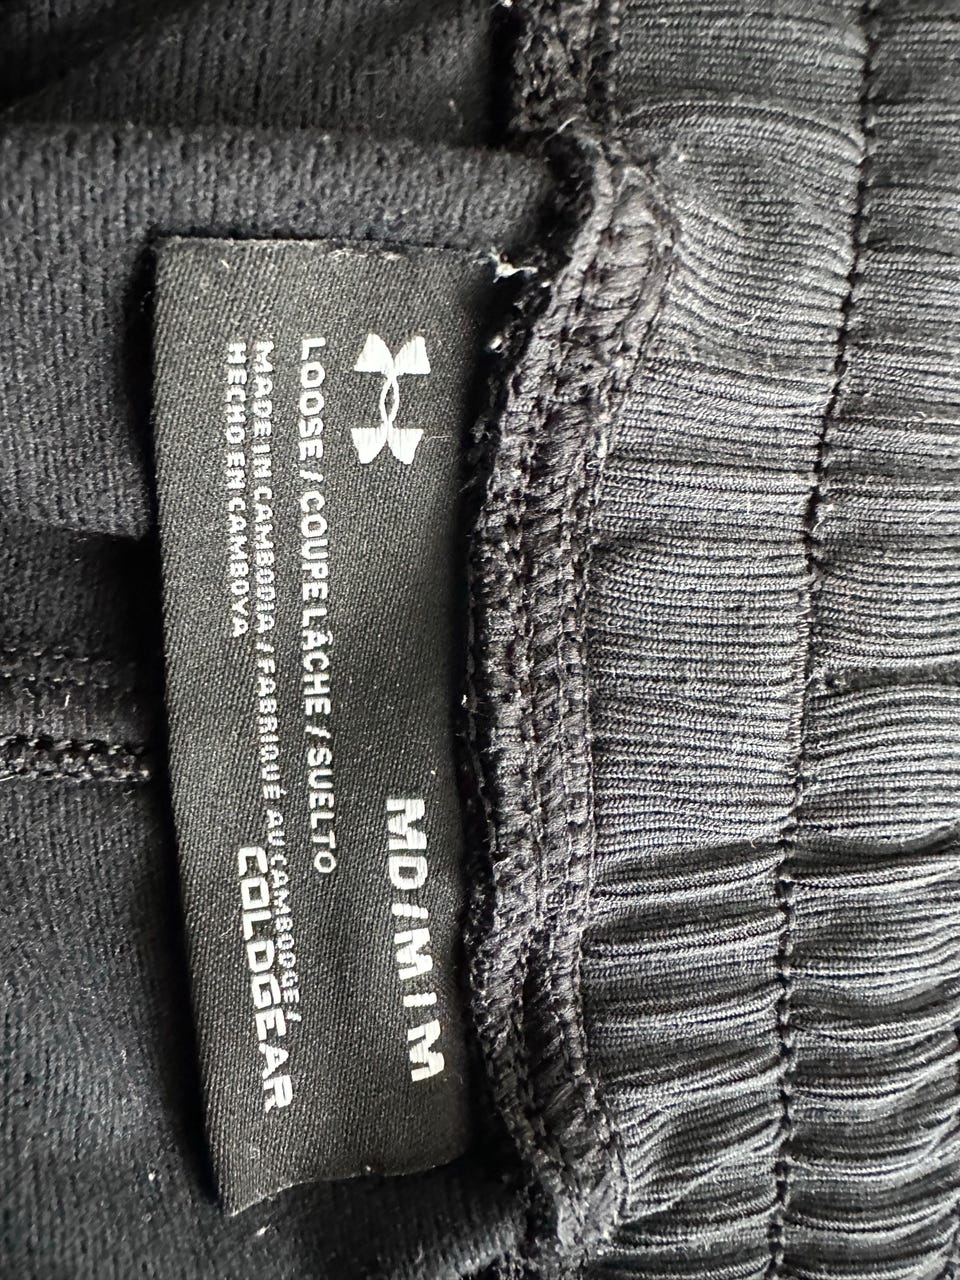 MD / M / M
LOOSE / COUPE LÂCHE / SUELTO
MADE IN CAMBODIA / FABRIQUÉ AU CAMBODGE /
HECHO EN CAMBOYA
COLDGEAR